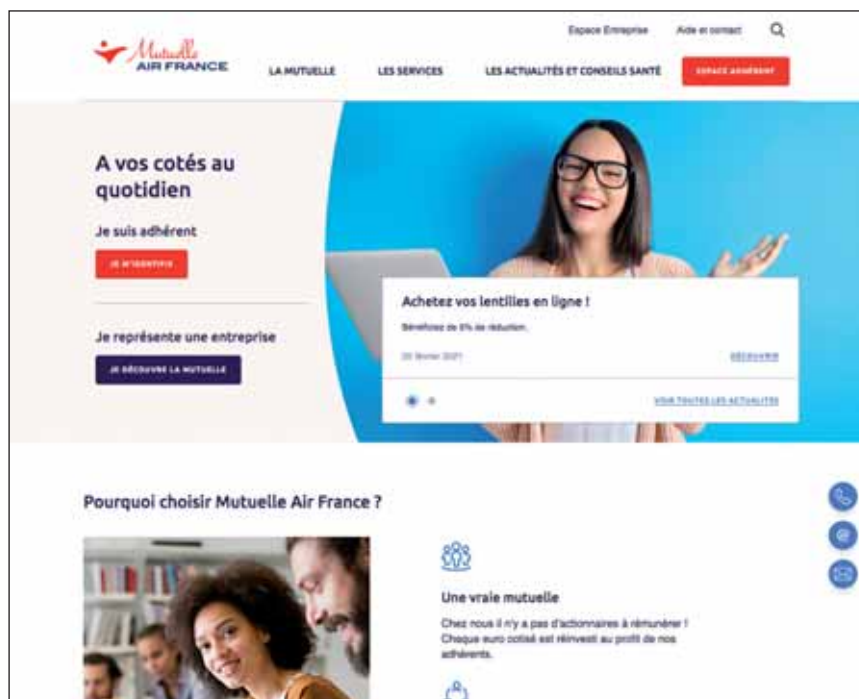 Espace Entreprise Aide et contact
Mutuelle
AIR FRANCE
LA MUTUELLE LES SERVICES LES ACTUALITÉS ET CONSEILS SANTÉ ESPACE ADHÉRENT
A vos cotés au
quotidien
Je suis adhérent
JE M'IDENTIFIE
Je représente une entreprise
JE DÉCOUVRE LA MUTUELLE
Achetez vos lentilles en ligne !
Bénéficiez de 5% de réduction.
février 2021
DÉCOUVRIR
VOIR TOUTES LES ACTUALITÉS
Pourquoi choisir Mutuelle Air France ?
Une vraie mutuelle
Chez nous il n'y a pas d'actionnaires à rémunérer !
Chaque euro cotisé est réinvesti au profit de nos
adhérents.